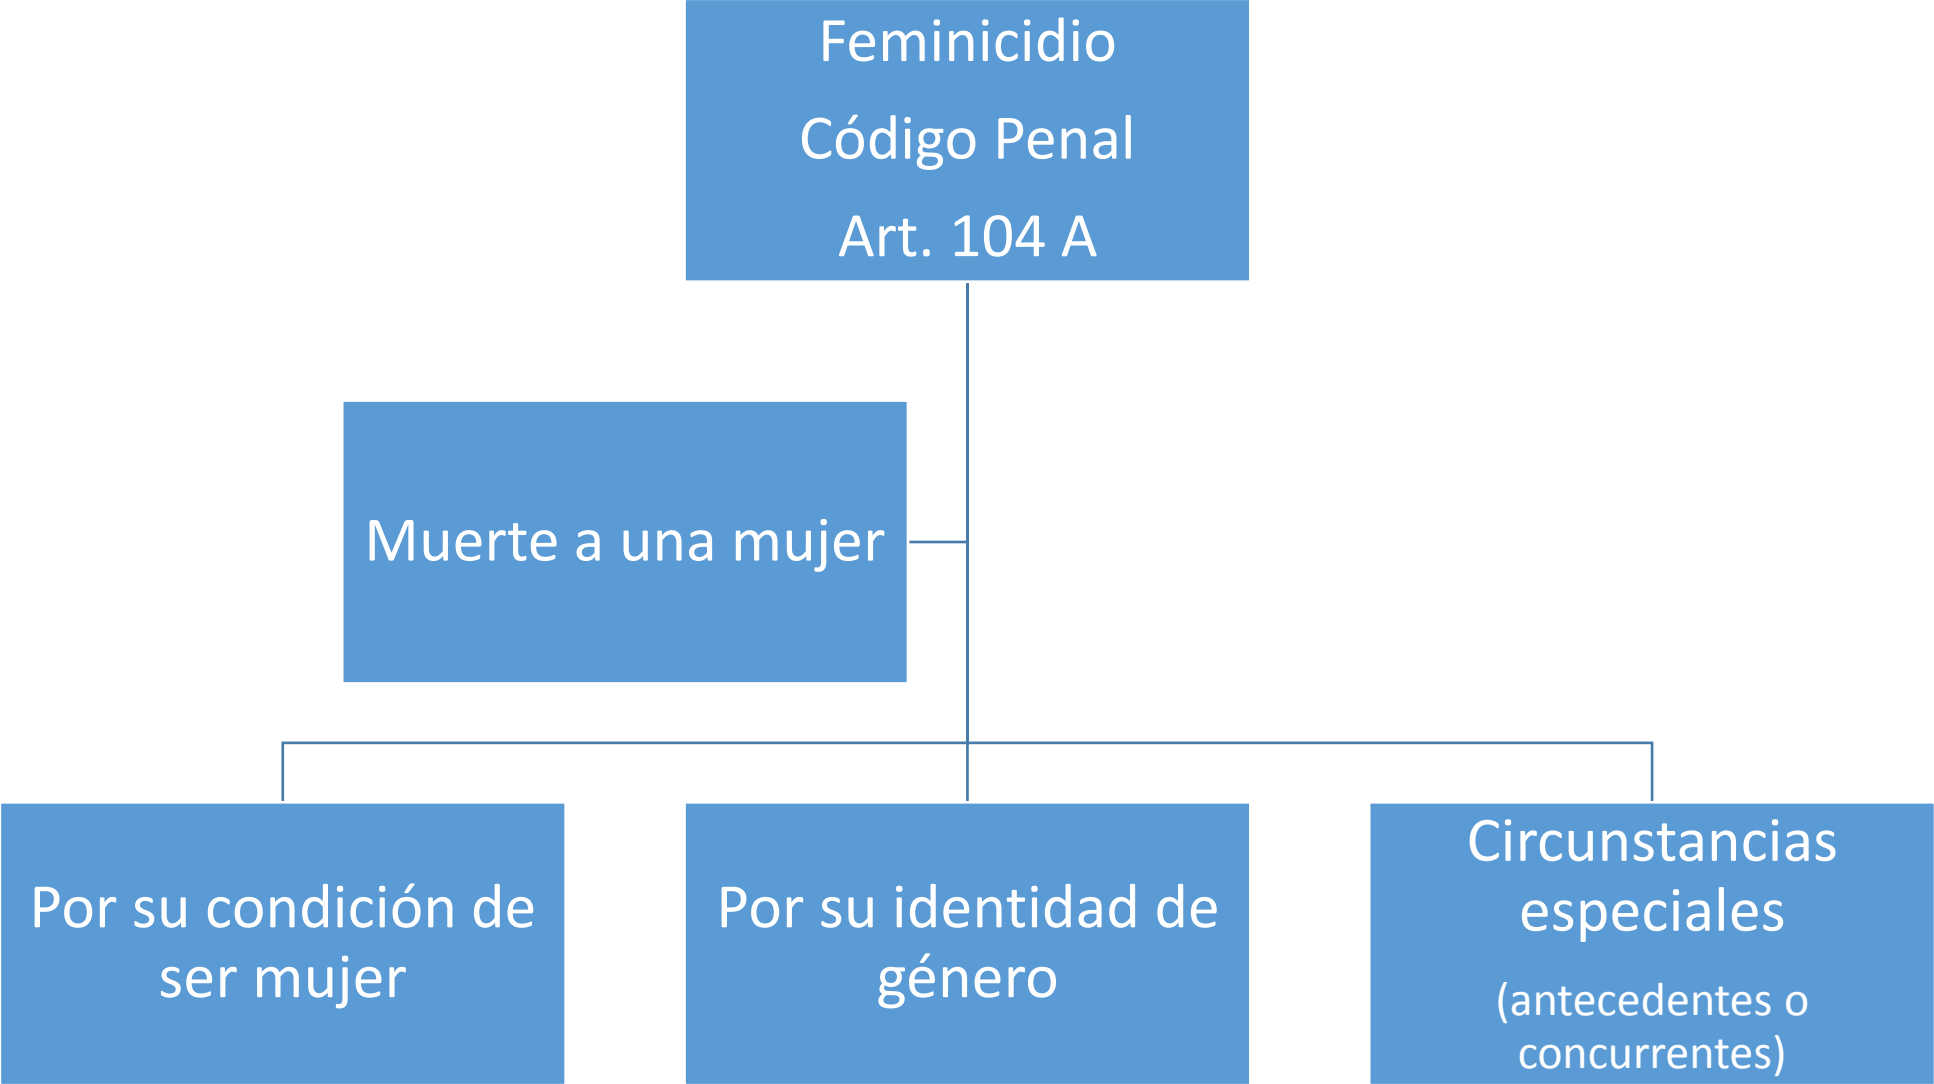 Feminicidio
Código Penal
Art. 104 A
Muerte a una mujer
Por su condición de
ser mujer
Por su identidad de
género
Circunstancias
especiales
(antecedentes o
concurrentes)